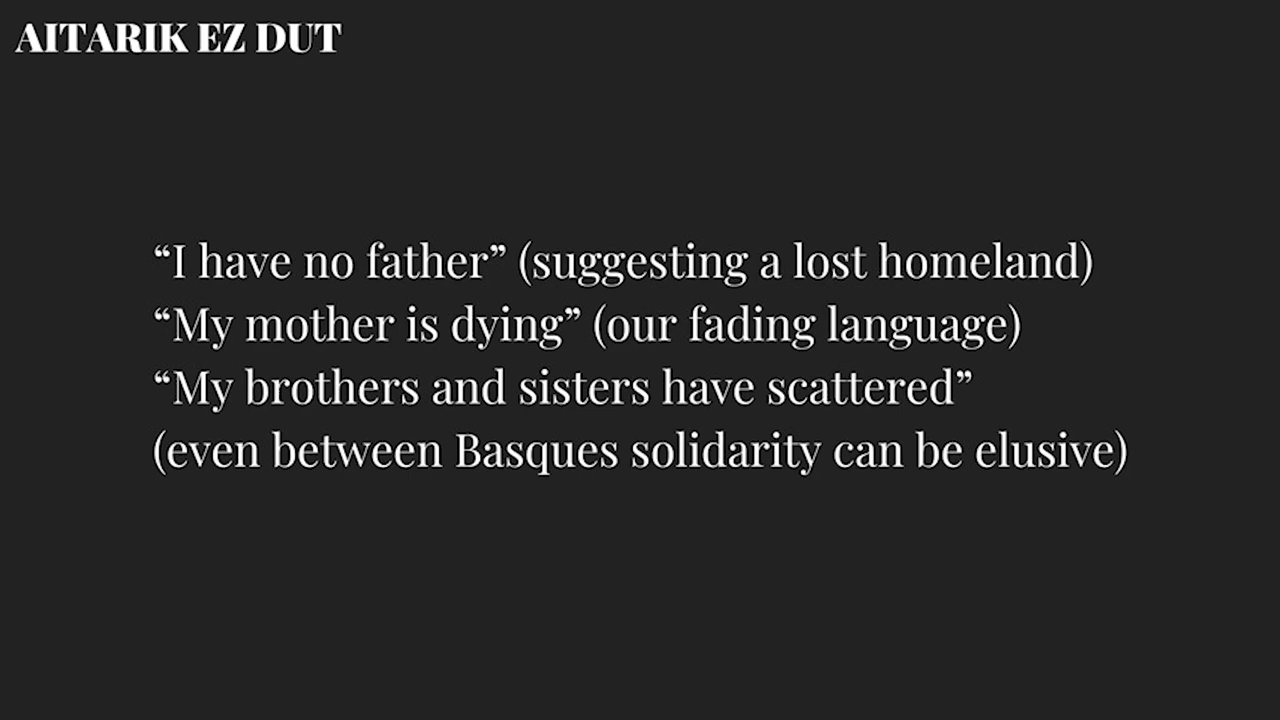 AITARIK EZ DUT
“I have no father” (suggesting a lost homeland)
“My mother is dying” (our fading language)
“My brothers and sisters have scattered”
(even between Basques solidarity can be elusive)